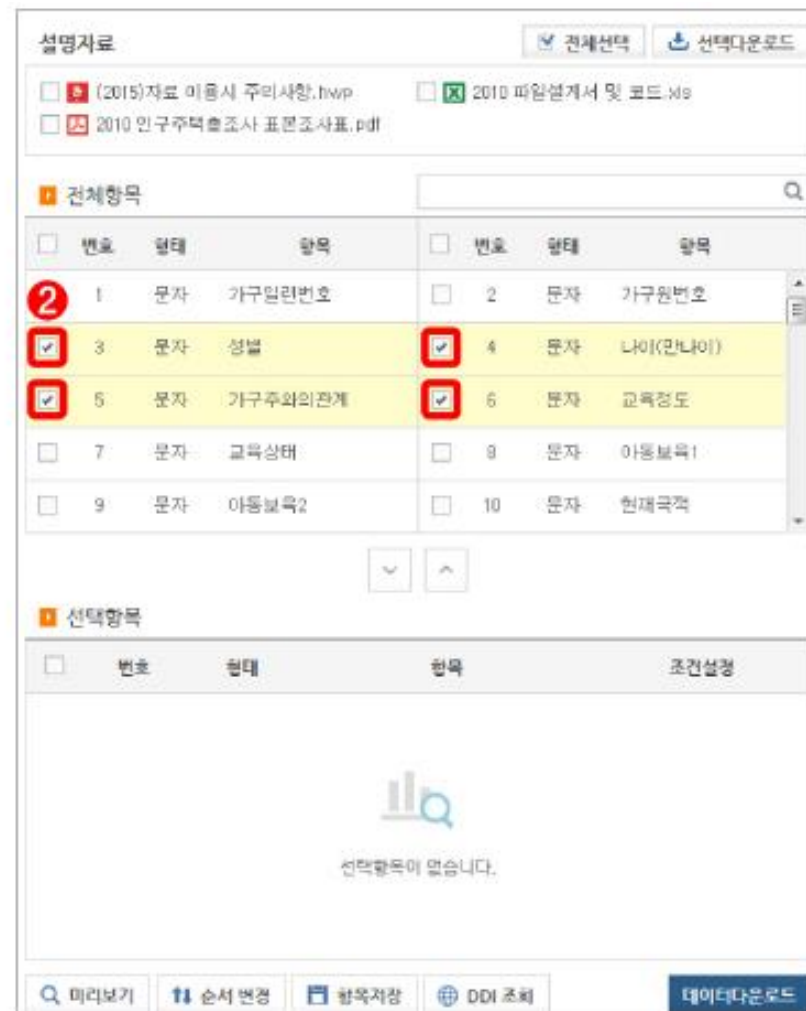 설명자료 전체선택 선택다운로드
(2015)자료 이용시 주의사항.hwp 2010 파일설계서 및 코드.xls
2010 인구주택총조사 표본조사표.pdf
전체항목
번호 형태 항목 번호 형태 항목
2
1 문자 가구일련번호 2 문자 가구원번호
3 문자 성별 4 문자 나이(만나이)
5 문자 가구주와의관계 6 문자 교육정도
7 문자 교육상태 8 문자 아동보육1
9 문자 아동보육2 10 문자 현재국적
선택항목
번호 형태 항목 조건설정
선택항목이 없습니다.
미리보기 순서 변경 항목저장 DDI 조회 데이터다운로드